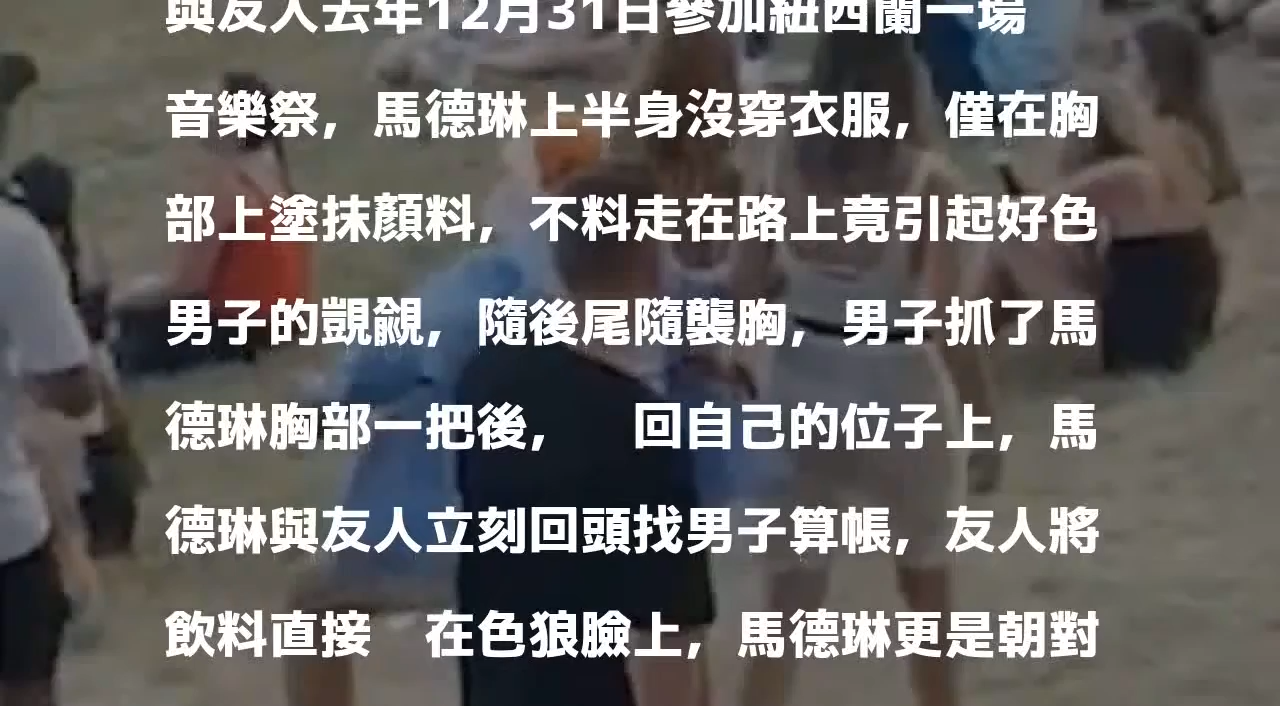 與友人去年12月31日參加紐西蘭一場
音樂祭，馬德琳上半身沒穿衣服，僅在胸
部上塗抹顏料，不料走在路上竟引起好色
男子的覬覦，隨後尾隨襲胸，男子抓了馬
德琳胸部一把後， 回自己的位子上，馬
德琳與友人立刻回頭找男子算帳，友人將
飲料直接 在色狼臉上，馬德琳更是朝對